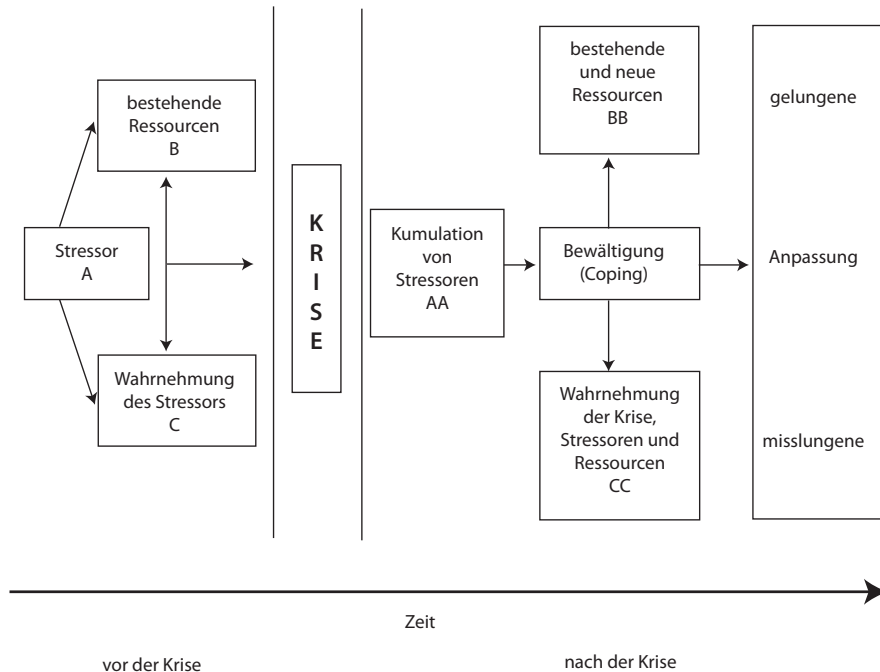 bestehende
Ressourcen
B
Stressor
A
Wahrnehmung
des Stressors
C
K
R
I
S
E
Kumulation
von
Stressoren
AA
bestehende
und neue
Ressourcen
BB
Bewältigung
(Coping)
Wahrnehmung
der Krise,
Stressoren und
Ressourcen
CC
gelungene
Anpassung
misslungene
Zeit
vor der Krise
nach der Krise